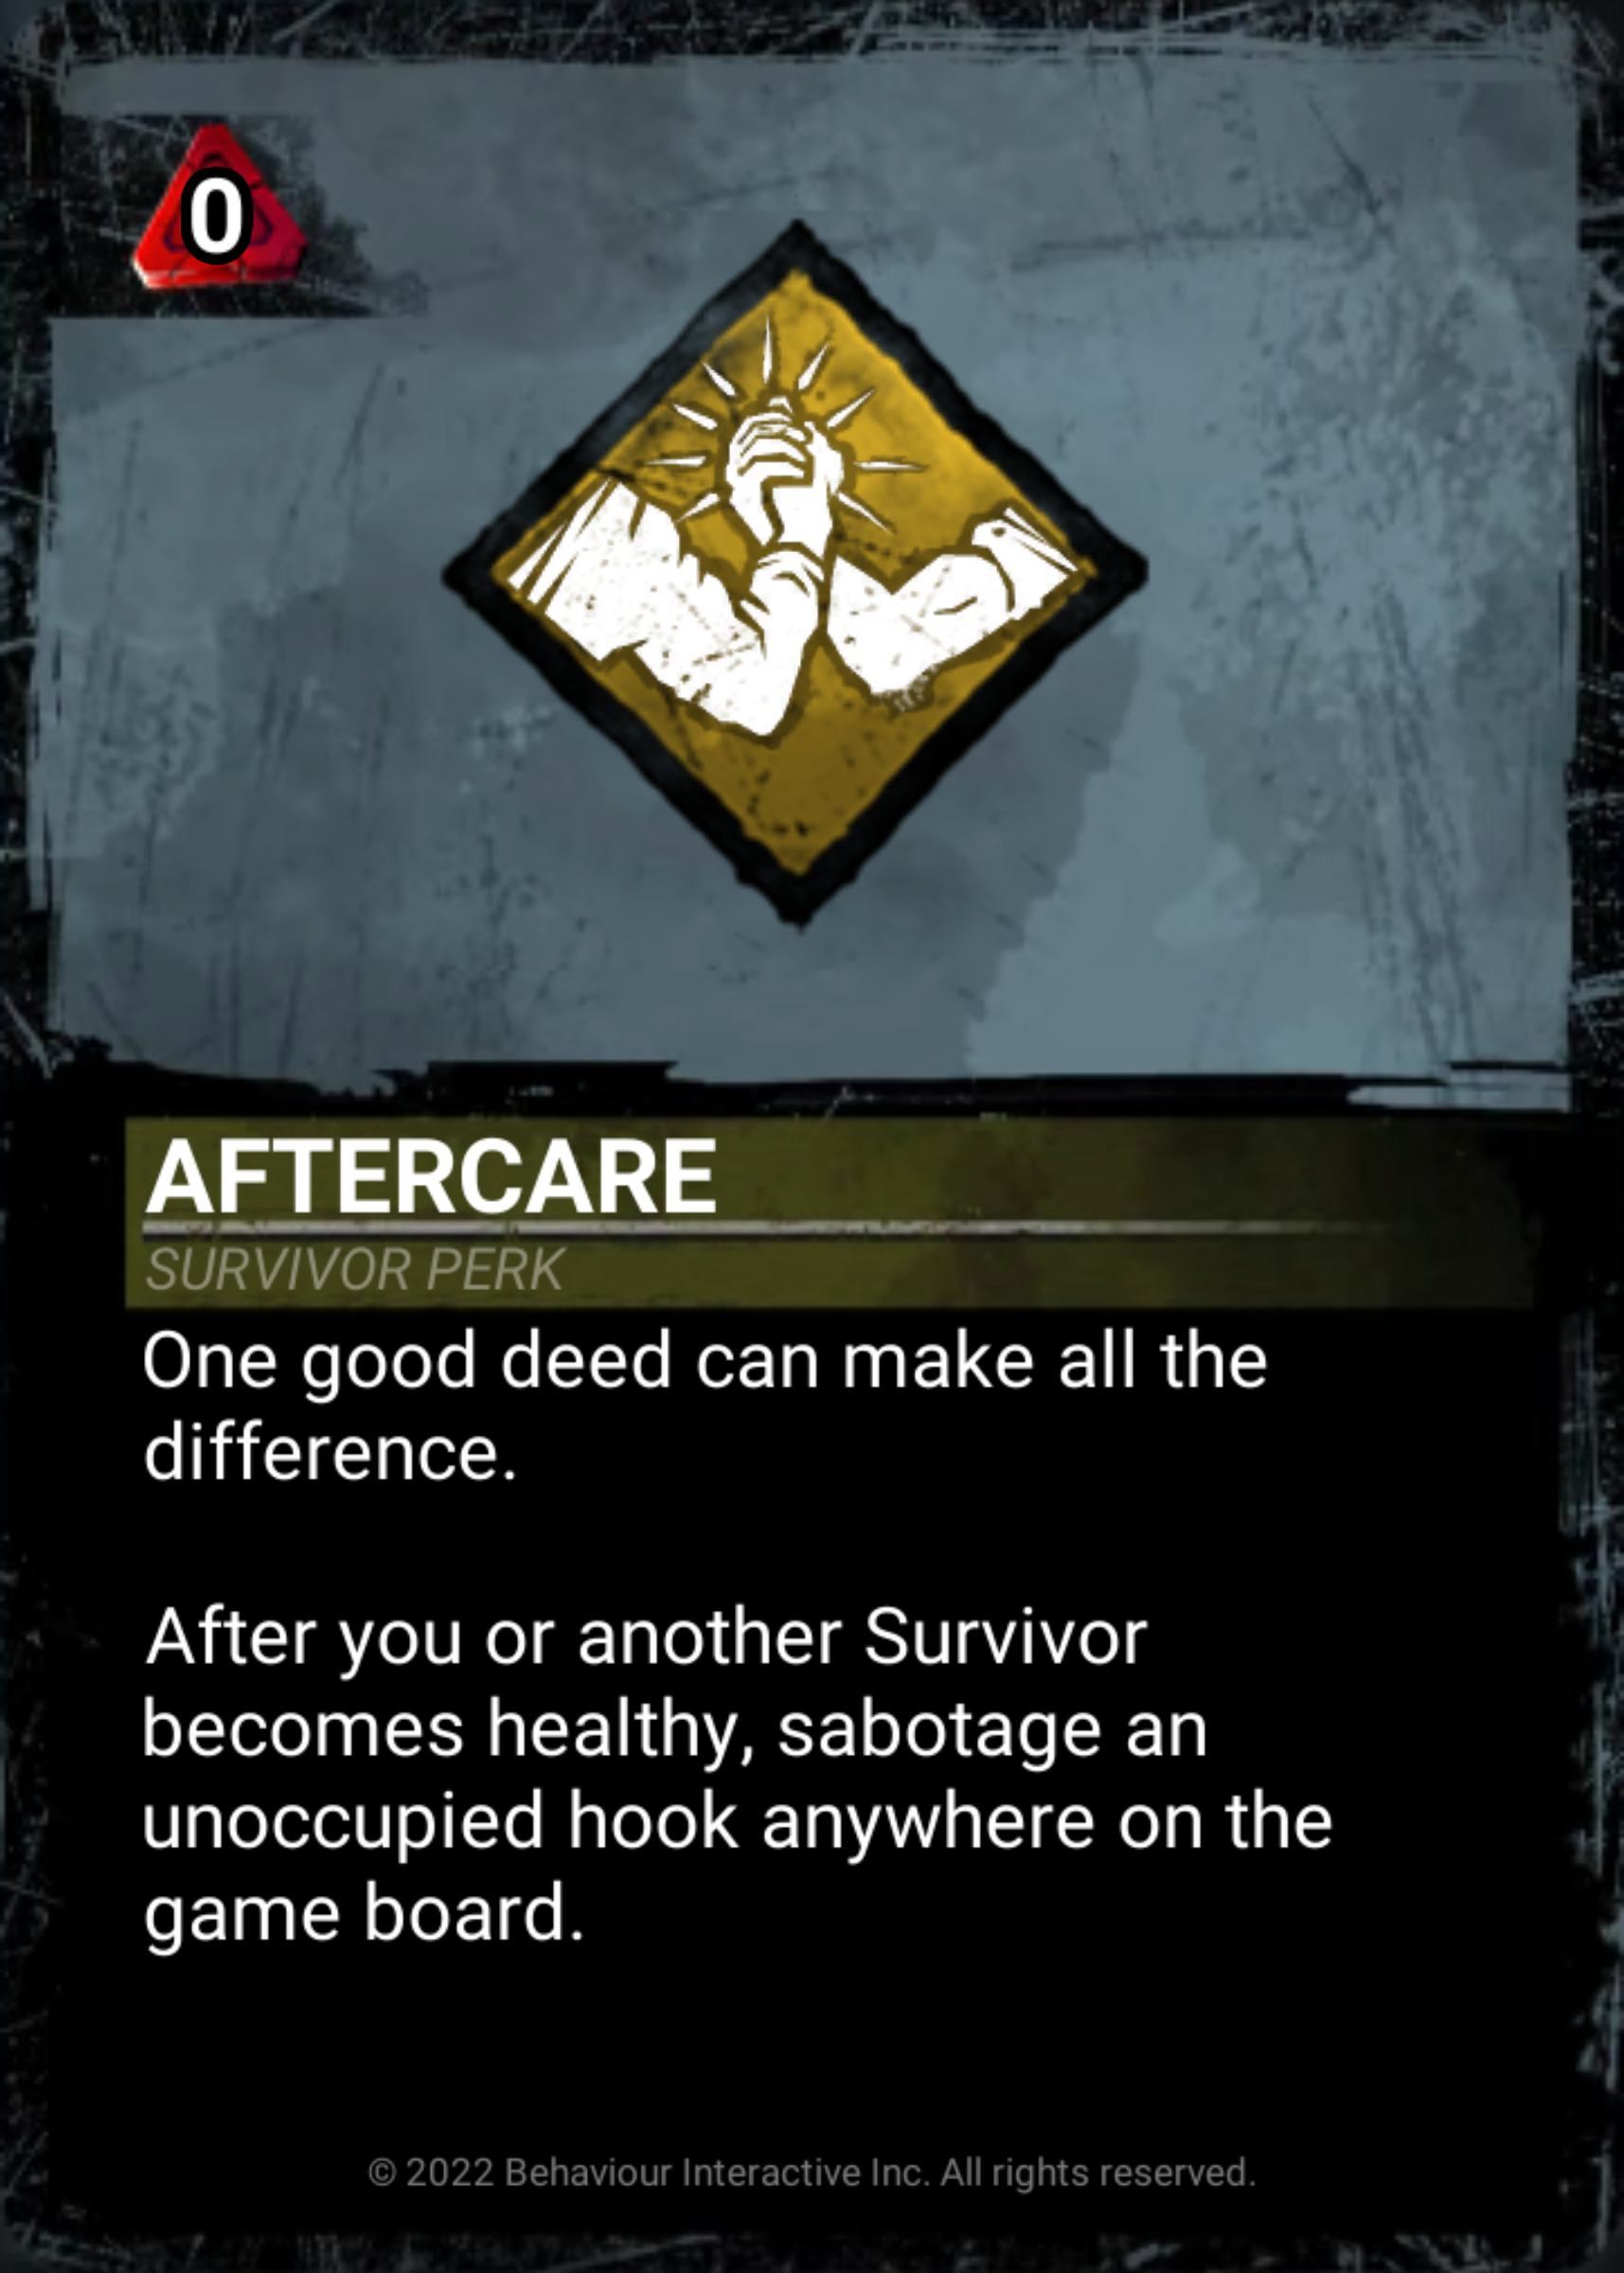 0
AFTERCARE
SURVIVOR PERK
One good deed can make all the
difference.
After you or another Survivor
becomes healthy, sabotage an
unoccupied hook anywhere on the
game board.
© 2022 Behaviour Interactive Inc. All rights reserved.